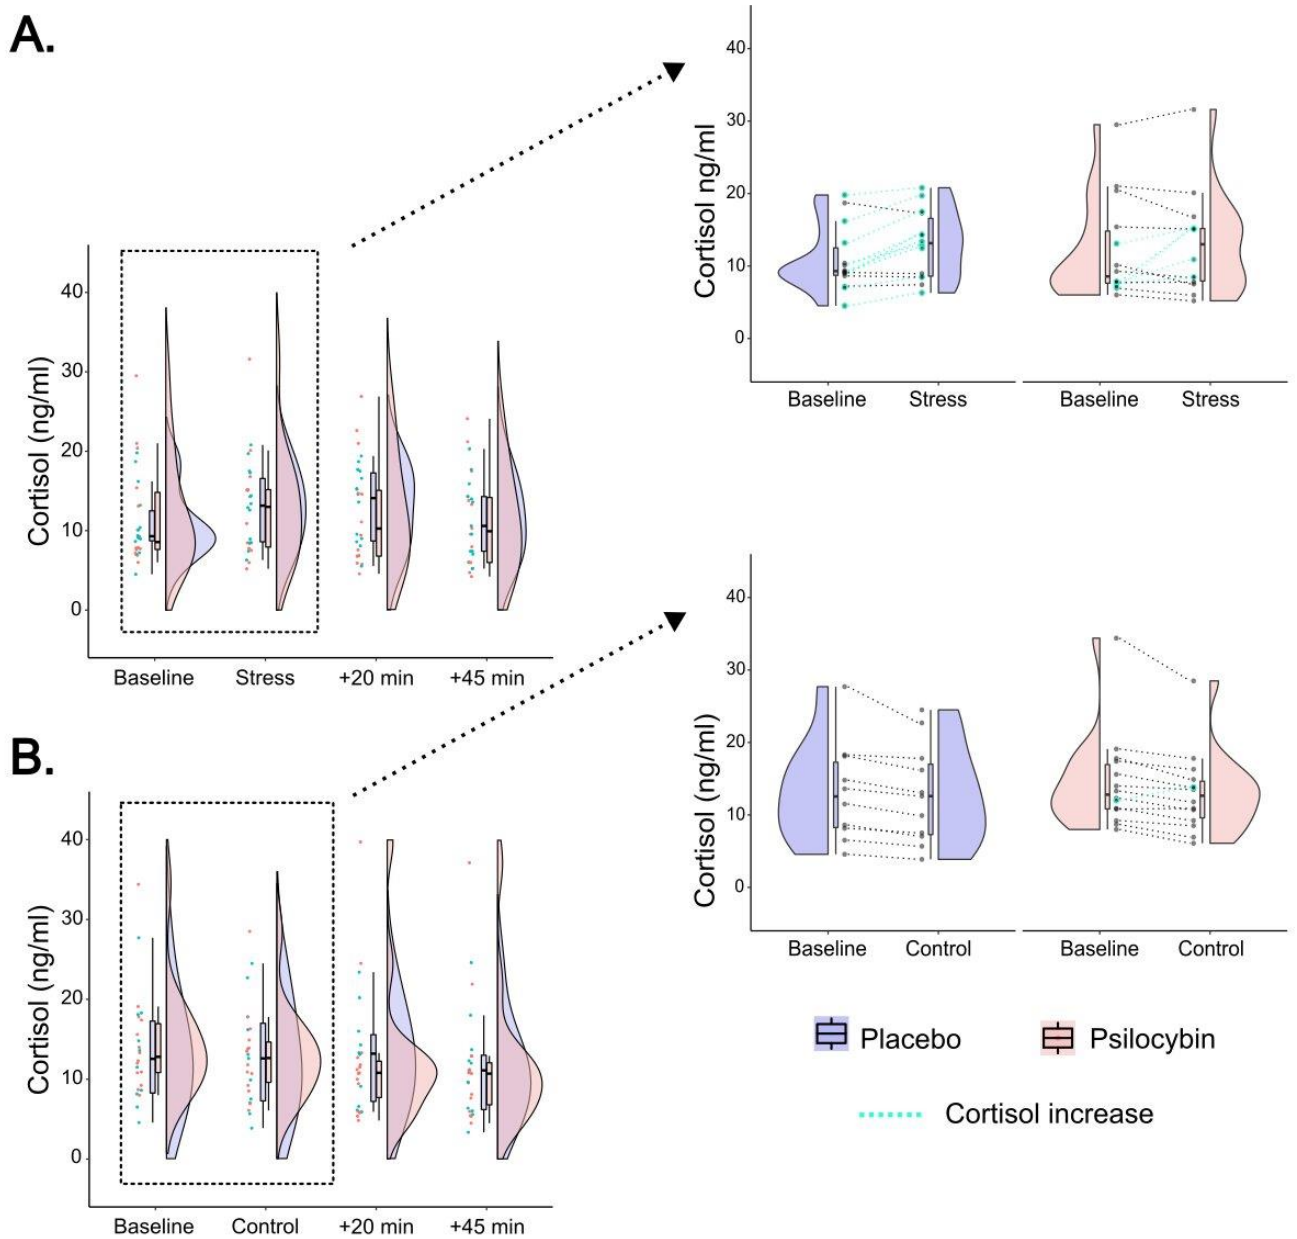 A.
Cortisol (ng/ml)
40
30
20
10
0
Baseline
Stress
+20 min
+45 min
Cortisol ng/ml
40
30
20
10
0
Baseline
Stress
Baseline
Stress
B.
Cortisol (ng/ml)
40
30
20
10
0
Baseline
Control
+20 min
+45 min
Cortisol (ng/ml)
40
30
20
10
0
Baseline
Control
Baseline
Control
Placebo
Psilocybin
Cortisol increase